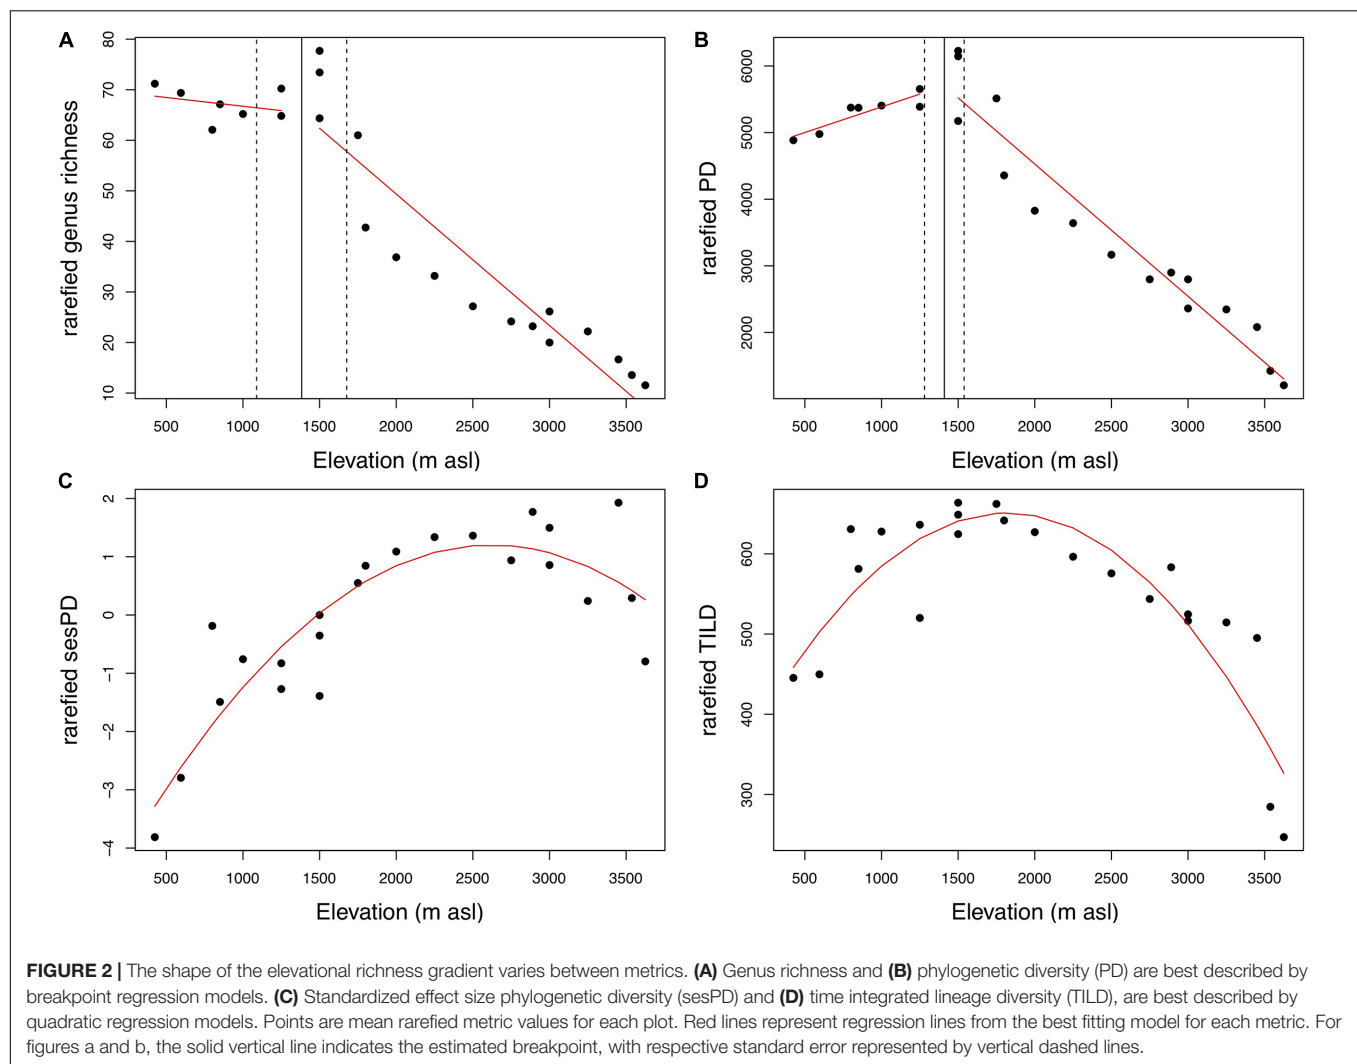 A
80
70
60
50
40
30
20
10
rarefied genus richness
500 1000 1500 2000 2500 3000 3500
Elevation (m asl)
B
6000
5000
4000
3000
2000
rarefied PD
500 1000 1500 2000 2500 3000 3500
Elevation (m asl)
C
2
1
0
-1
-2
-3
-4
rarefied sesPD
500 1000 1500 2000 2500 3000 3500
Elevation (m asl)
D
600
500
400
300
rarefied TILD
500 1000 1500 2000 2500 3000 3500
Elevation (m asl)
FIGURE 2 | The shape of the elevational richness gradient varies between metrics. (A) Genus richness and (B) phylogenetic diversity (PD) are best described by
breakpoint regression models. (C) Standardized effect size phylogenetic diversity (sesPD) and (D) time integrated lineage diversity (TILD), are best described by
quadratic regression models. Points are mean rarefied metric values for each plot. Red lines represent regression lines from the best fitting model for each metric. For
figures a and b, the solid vertical line indicates the estimated breakpoint, with respective standard error represented by vertical dashed lines.